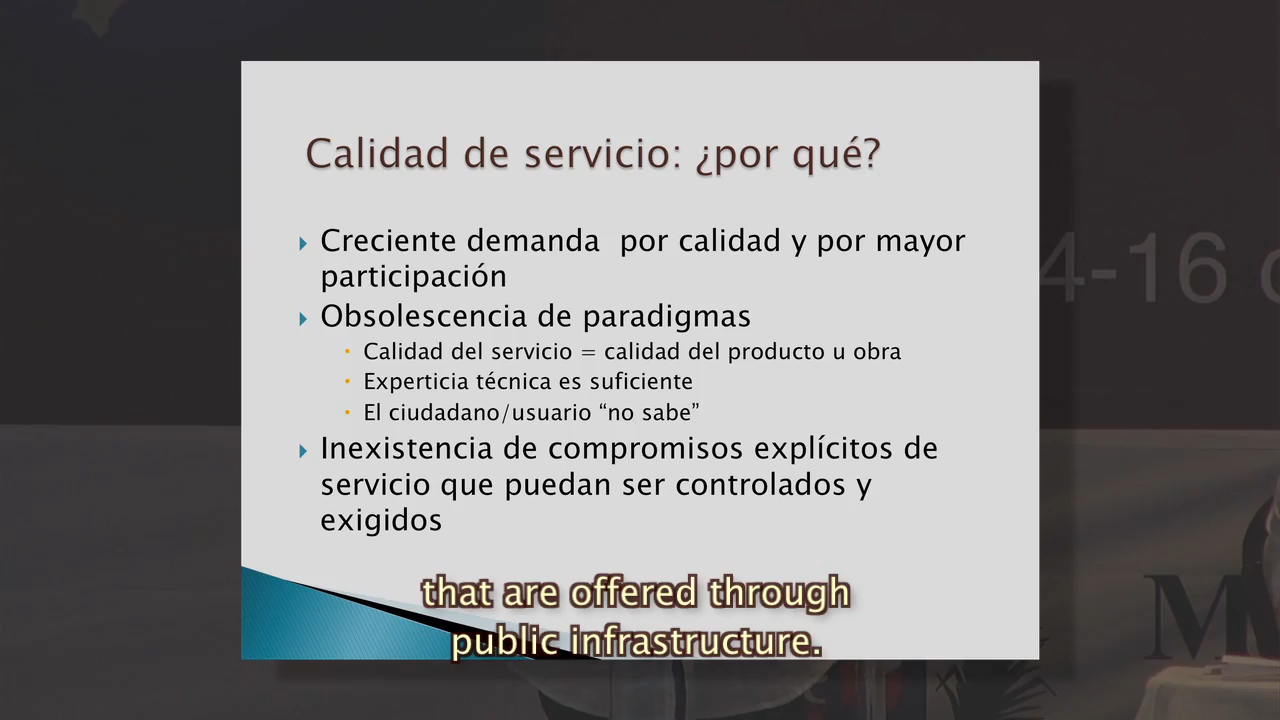 Calidad de servicio: ¿por qué?
Creciente demanda por calidad y por mayor
participación
Obsolescencia de paradigmas
Calidad del servicio = calidad del producto u obra
Experticia técnica es suficiente
El ciudadano/usuario “no sabe”
Inexistencia de compromisos explícitos de
servicio que puedan ser controlados y
exigidos
4-16
that are offered through
public infrastructure.